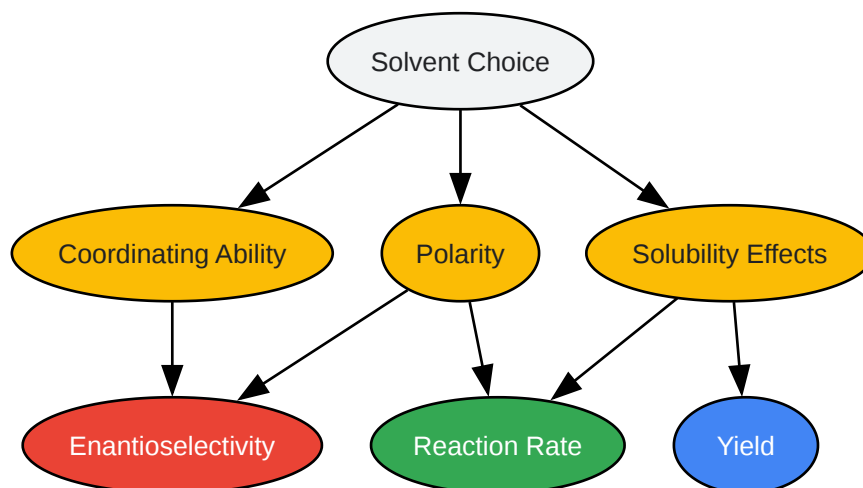 Solvent Choice
Coordinating Ability
Polarity
Solubility Effects
Enantioselectivity
Reaction Rate
Yield